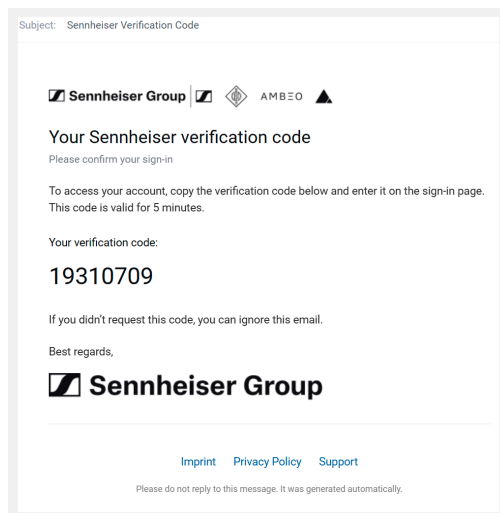 Subject: Sennheiser Verification Code
Sennheiser Group AMBEO
Your Sennheiser verification code
Please confirm your sign-in
To access your account, copy the verification code below and enter it on the sign-in page.
This code is valid for 5 minutes.
Your verification code:
19310709
If you didn't request this code, you can ignore this email.
Best regards,
Sennheiser Group
Imprint Privacy Policy Support
Please do not reply to this message. It was generated automatically.